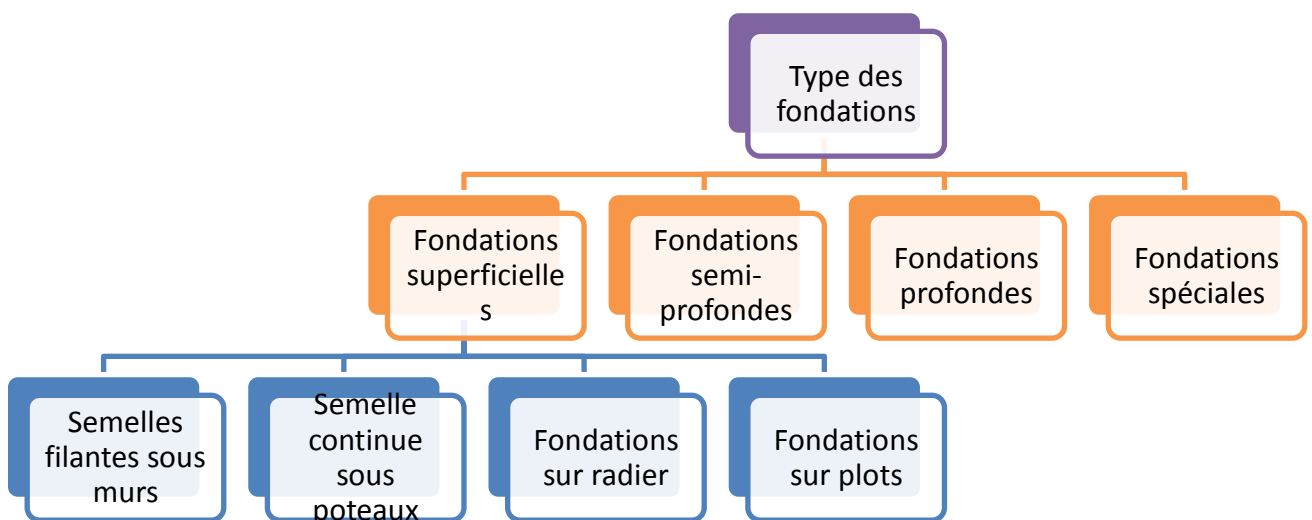 Type des
fondations
Fondations
superficielle
s
Fondations
semi-
profondes
Fondations
profondes
Fondations
spéciales
Semelles
filantes sous
murs
Semelle
continue
sous
poteaux
Fondations
sur radier
Fondations
sur plots